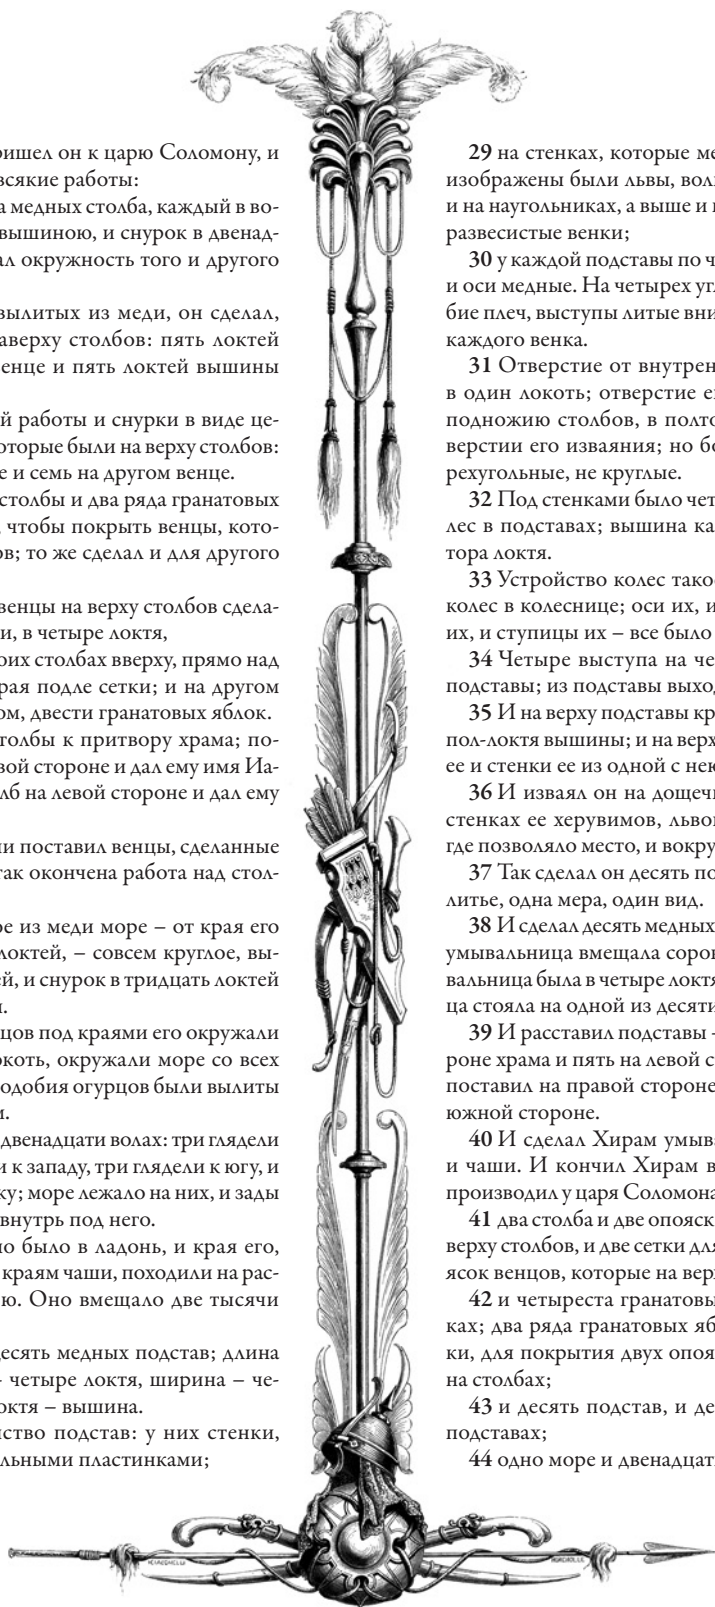 ришел он к царю Соломону, и
всякие работы:
а медных столба, каждый в во-
вышиною, и снурок в двенад-
ал окружность того и другого
вылитых из меди, он сделал,
аверху столбов: пять локтей
енце и пять локтей вышины
й работы и снурки в виде це-
оторые были на верху столбов:
е и семь на другом венце.
столбы и два ряда гранатовых
чтобы покрыть венцы, кото-
ов; то же сделал и для другого
венцы на верху столбов сдела-
и, в четыре локтя,
оих столбах вверху, прямо над
рая подле сетки; и на другом
ом, двести гранатовых яблок.
толбы к притвору храма; по-
вой стороне и дал ему имя Иа-
лб на левой стороне и дал ему
ми поставил венцы, сделанные
так окончена работа над стол-
ое из меди море – от края его
локтей, – совсем круглое, вы-
ей, и снурок в тридцать локтей
м.
цов под краями его окружали
окоть, окружали море со всех
одобия огурцов были вылиты
м.
двенадцати волах: три глядели
и к западу, три глядели к югу, и
ку; море лежало на них, и зады
внутрь под него.
но было в ладонь, и края его,
краям чаши, походили на рас-
ю. Оно вмещало две тысячи
десять медных подстав; длина
– четыре локтя, ширина – че-
октя – вышина.
йство подстав: у них стенки,
льными пластинками;
29 на стенках, которые ме
изображены были львы, вол
и на наугольниках, а выше и
развесистые венки;
30 у каждой подставы по ч
и оси медные. На четырех уг
бие плеч, выступы литые вни
каждого венка.
31 Отверстие от внутрен
в один локоть; отверстие е
подножию столбов, в полто
верстии его изваяния; но бо
рехугольные, не круглые.
32 Под стенками было чет
лес в подставах; вышина ка
тора локтя.
33 Устройство колес тако
колес в колеснице; оси их, и
их, и ступицы их – все было
34 Четыре выступа на че
подставы; из подставы выход
35 И на верху подставы кр
пол-локтя вышины; и на верх
ее и стенки ее из одной с нею
36 И изваял он на дощечк
стенках ее херувимов, львов
где позволяло место, и вокру
37 Так сделал он десять по
литье, одна мера, один вид.
38 И сделал десять медных
умывальница вмещала сорок
вальница была в четыре локтя
ца стояла на одной из десяти
39 И расставил подставы –
роне храма и пять на левой с
поставил на правой стороне
южной стороне.
40 И сделал Хирам умыва
и чаши. И кончил Хирам в
производил у царя Соломона
41 два столба и две опояск
верху столбов, и две сетки для
ясок венцов, которые на верх
42 и четыреста гранатовы
ках; два ряда гранатовых яб
ки, для покрытия двух опоя
на столбах;
43 и десять подстав, и де
подставах;
44 одно море и двенадцат